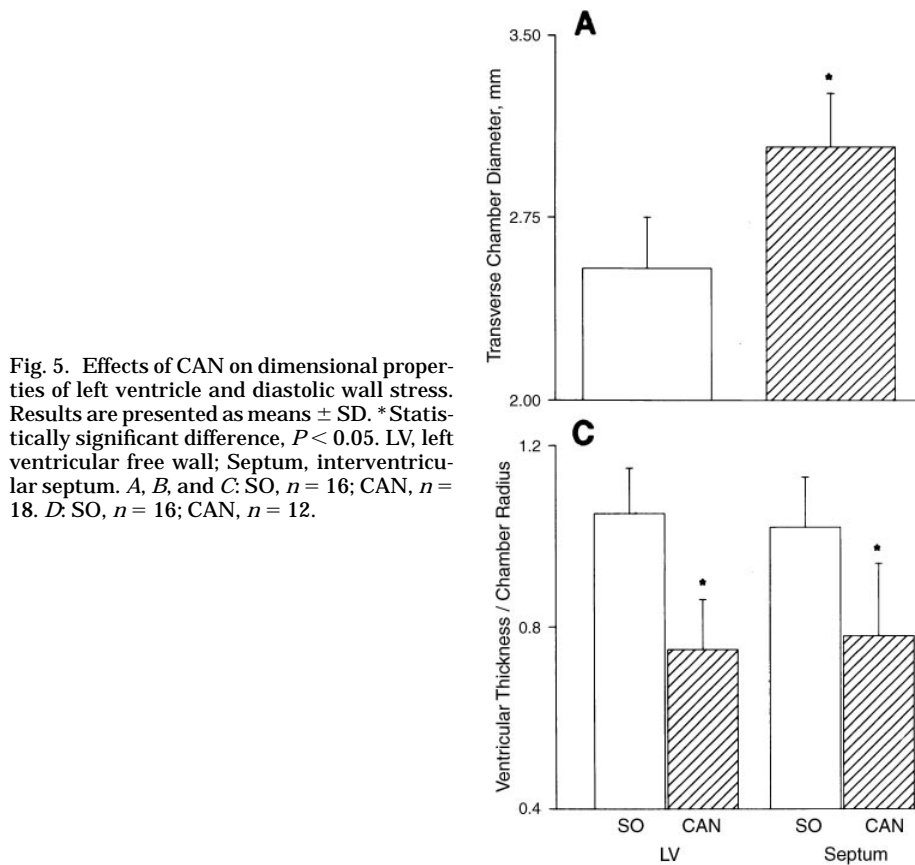 A
3.50
*
2.75
2.00
Transverse Chamber Diameter, mm
Fig. 5. Effects of CAN on dimensional proper-
ties of left ventricle and diastolic wall stress.
Results are presented as means ± SD. * Statis-
tically significant difference, P < 0.05. LV, left
ventricular free wall; Septum, interventricu-
lar septum. A, B, and C: SO, n = 16; CAN, n =
18. D: SO, n = 16; CAN, n = 12.
C
1.2
*
*
0.8
0.4
Ventricular Thickness / Chamber Radius
SO CAN SO CAN
LV Septum